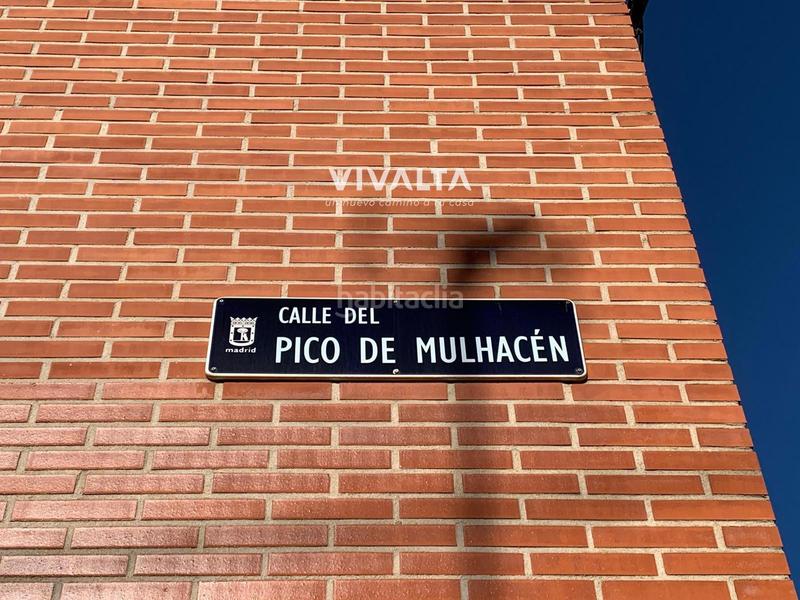 VIVALTA
un nuevo camino a tu casa
habitaclia
CALLE DEL
PICO DE MULHACÉN
madrid